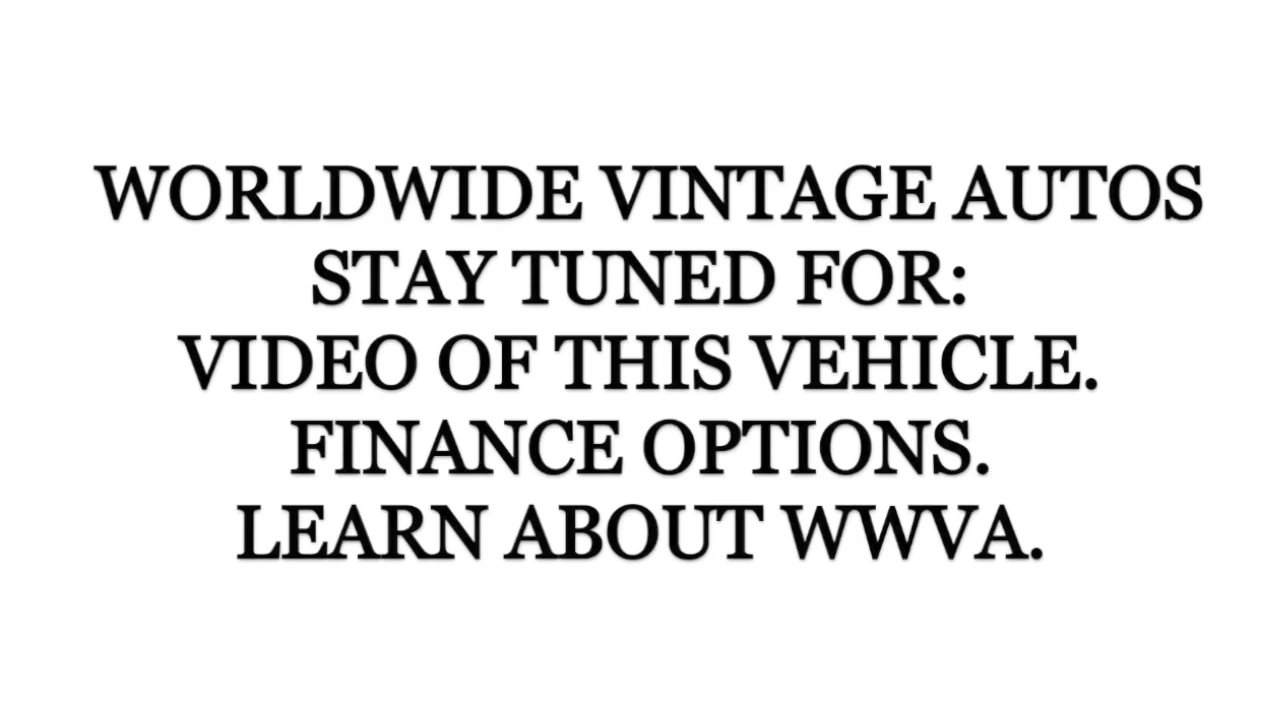 WORLDWIDE VINTAGE AUTOS
STAY TUNED FOR:
VIDEO OF THIS VEHICLE.
FINANCE OPTIONS.
LEARN ABOUT WWVA.